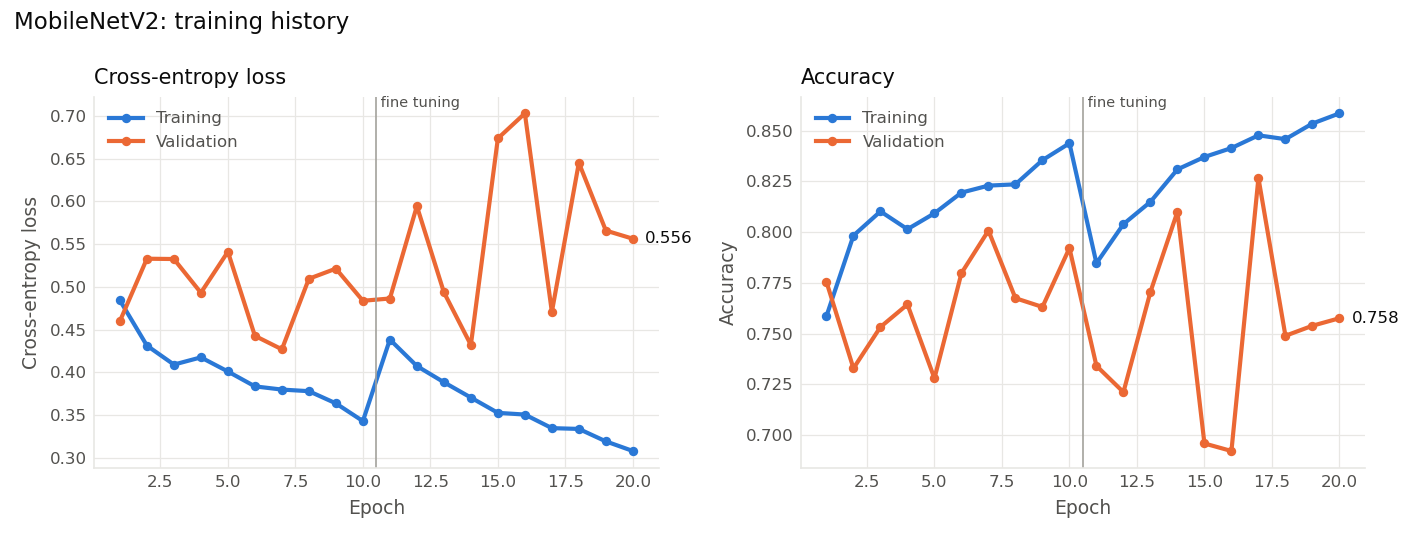 MobileNetV2: training history
Cross-entropy loss
fine tuning
Training
Validation
0.70
0.65
0.60
0.55
0.50
0.45
0.40
0.35
0.30
Cross-entropy loss
0.556
2.5 5.0 7.5 10.0 12.5 15.0 17.5 20.0
Epoch
Accuracy
fine tuning
Training
Validation
0.850
0.825
0.800
0.775
0.750
0.725
0.700
Accuracy
0.758
2.5 5.0 7.5 10.0 12.5 15.0 17.5 20.0
Epoch